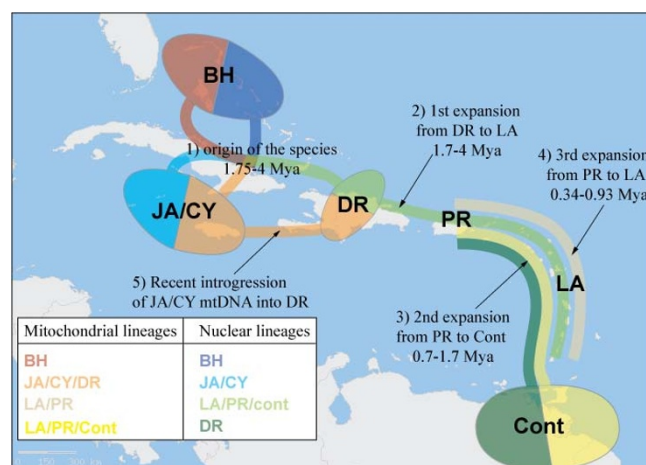 BH
2) 1st expansion
from DR to LA
1.7-4 Mya
1) origin of the species
1.75-4 Mya
4) 3rd expansion
from PR to LA
0.34-0.93 Mya
JA/CY
DR
PR
LA
5) Recent introgression
of JA/CY mtDNA into DR
3) 2nd expansion
from PR to Cont
0.7-1.7 Mya
Mitochondrial lineages Nuclear lineages
BH BH
JA/CY/DR JA/CY
LA/PR LA/PR/cont
LA/PR/Cont DR
Cont
0 150 300 km